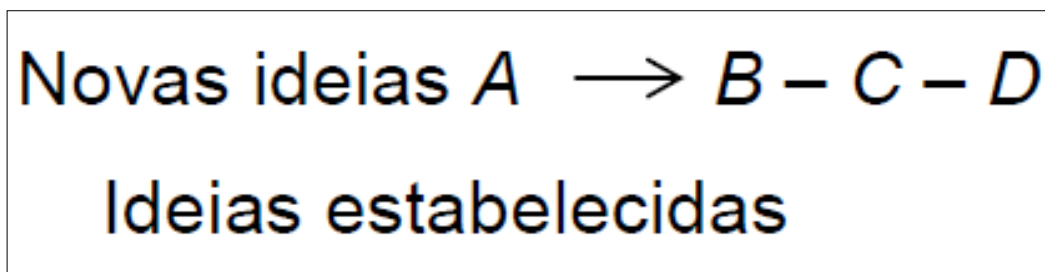 Novas ideias A → B – C – D
Ideias estabelecidas